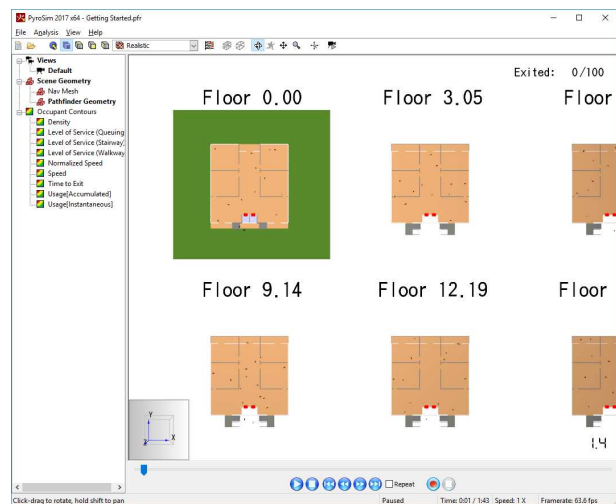 PyroSim 2017 x64 - Getting Started.pfr
File Analysis View Help
Realistic
Views
Default
Scene Geometry
Nav Mesh
Pathfinder Geometry
Occupant Contours
Density
Level of Service (Queuing
Level of Service (Stairway)
Level of Service (Walkway
Normalized Speed
Speed
Time to Exit
Usage[Accumulated]
Usage[Instantaneous]
Exited: 0/100
Floor 0.00 Floor 3.05 Floor
Floor 9.14 Floor 12.19 Floor
Y
Z X
1.4
Repeat
Click-drag to rotate, hold shift to pan Paused Time: 0:01 / 1:43 Speed: 1 X Framerate: 63.6 fps